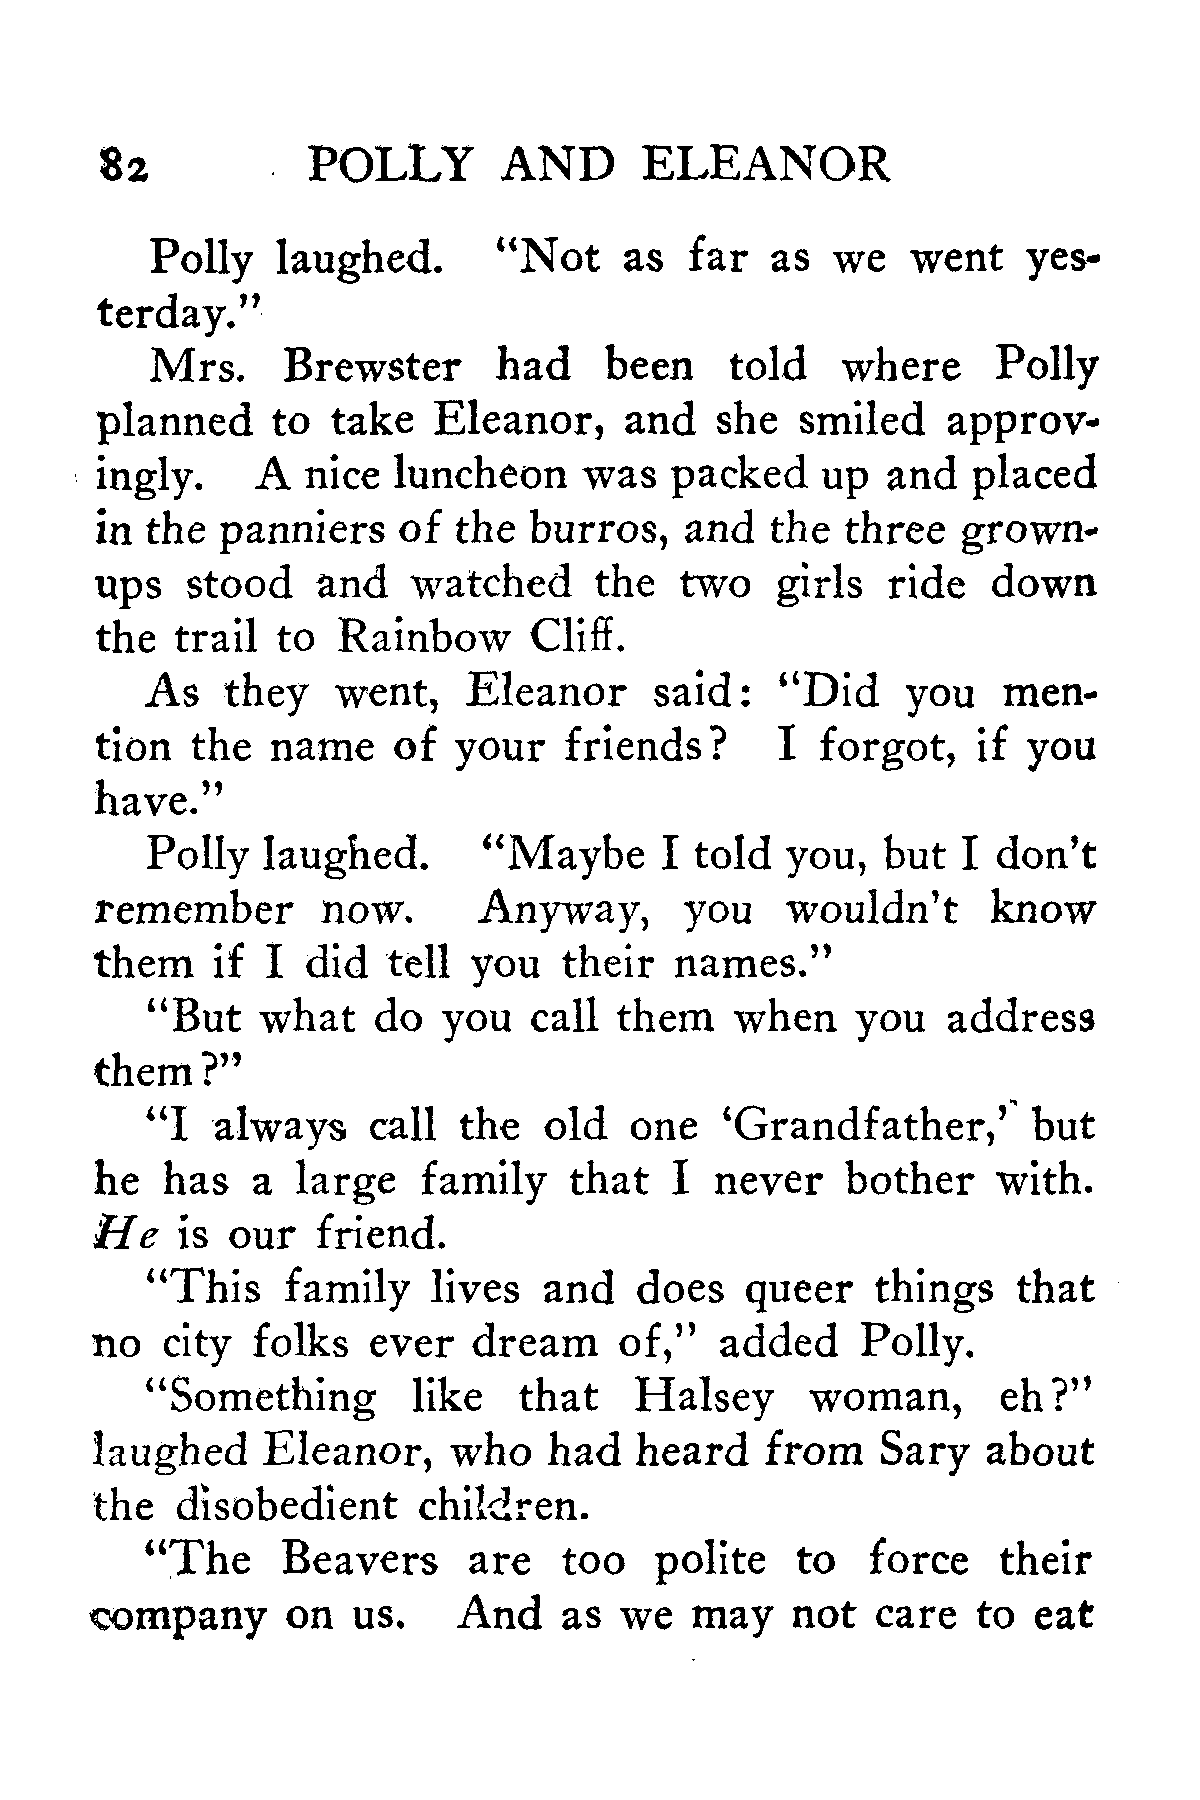 82 POLLY AND ELEANOR
Polly laughed. “Not as far as we went yes-
terday.”
Mrs. Brewster had been told where Polly
planned to take Eleanor, and she smiled approv-
ingly. A nice luncheon was packed up and placed
in the panniers of the burros, and the three grown-
ups stood and watched the two girls ride down
the trail to Rainbow Cliff.
As they went, Eleanor said: “Did you men-
tion the name of your friends? I forgot, if you
have.”
Polly laughed. “Maybe I told you, but I don’t
remember now. Anyway, you wouldn’t know
them if I did tell you their names.”
“But what do you call them when you address
them?”
“I always call the old one ‘Grandfather,’ but
he has a large family that I never bother with.
He is our friend.
“This family lives and does queer things that
no city folks ever dream of,” added Polly.
“Something like that Halsey woman, eh?”
laughed Eleanor, who had heard from Sary about
the disobedient children.
“The Beavers are too polite to force their
company on us. And as we may not care to eat